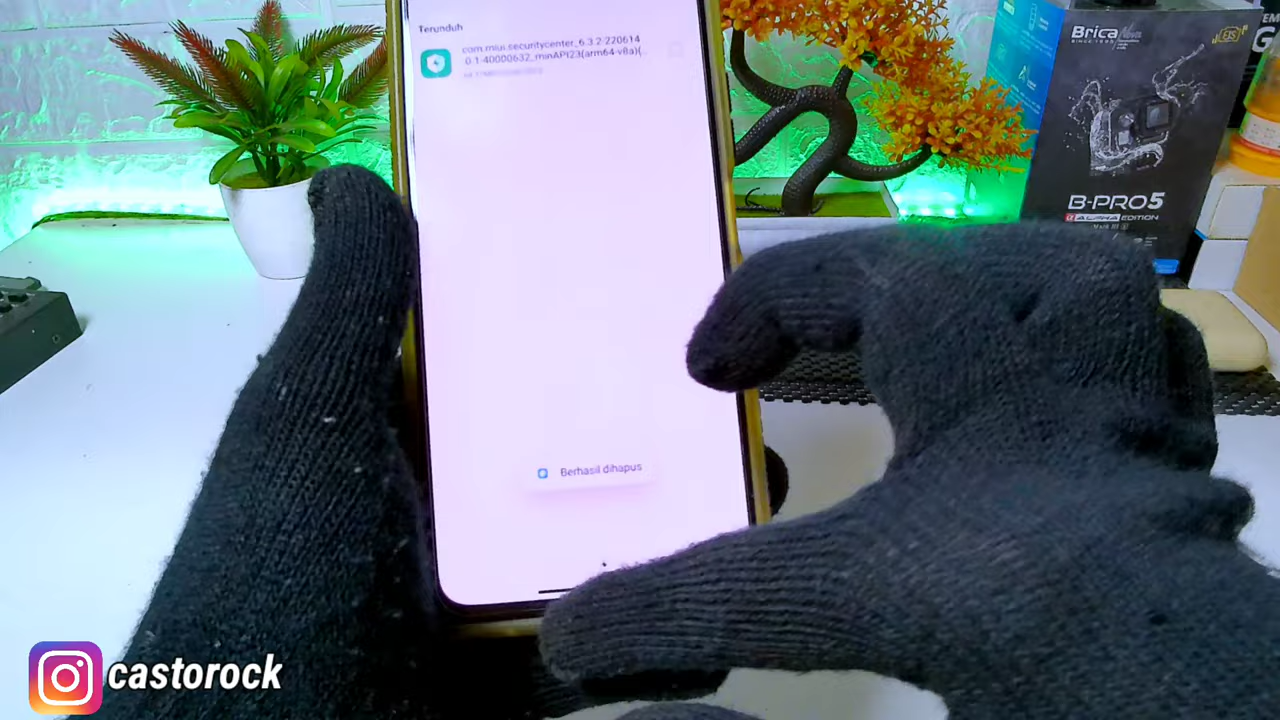 Terunduh
com.miui.securitycenter_6.3.2-220614
0.1-40000632_minAPI23(arm64-v8a)(...
Berhasil dihapus
Brica
B-PRO5
ALPHA EDITION
castorock